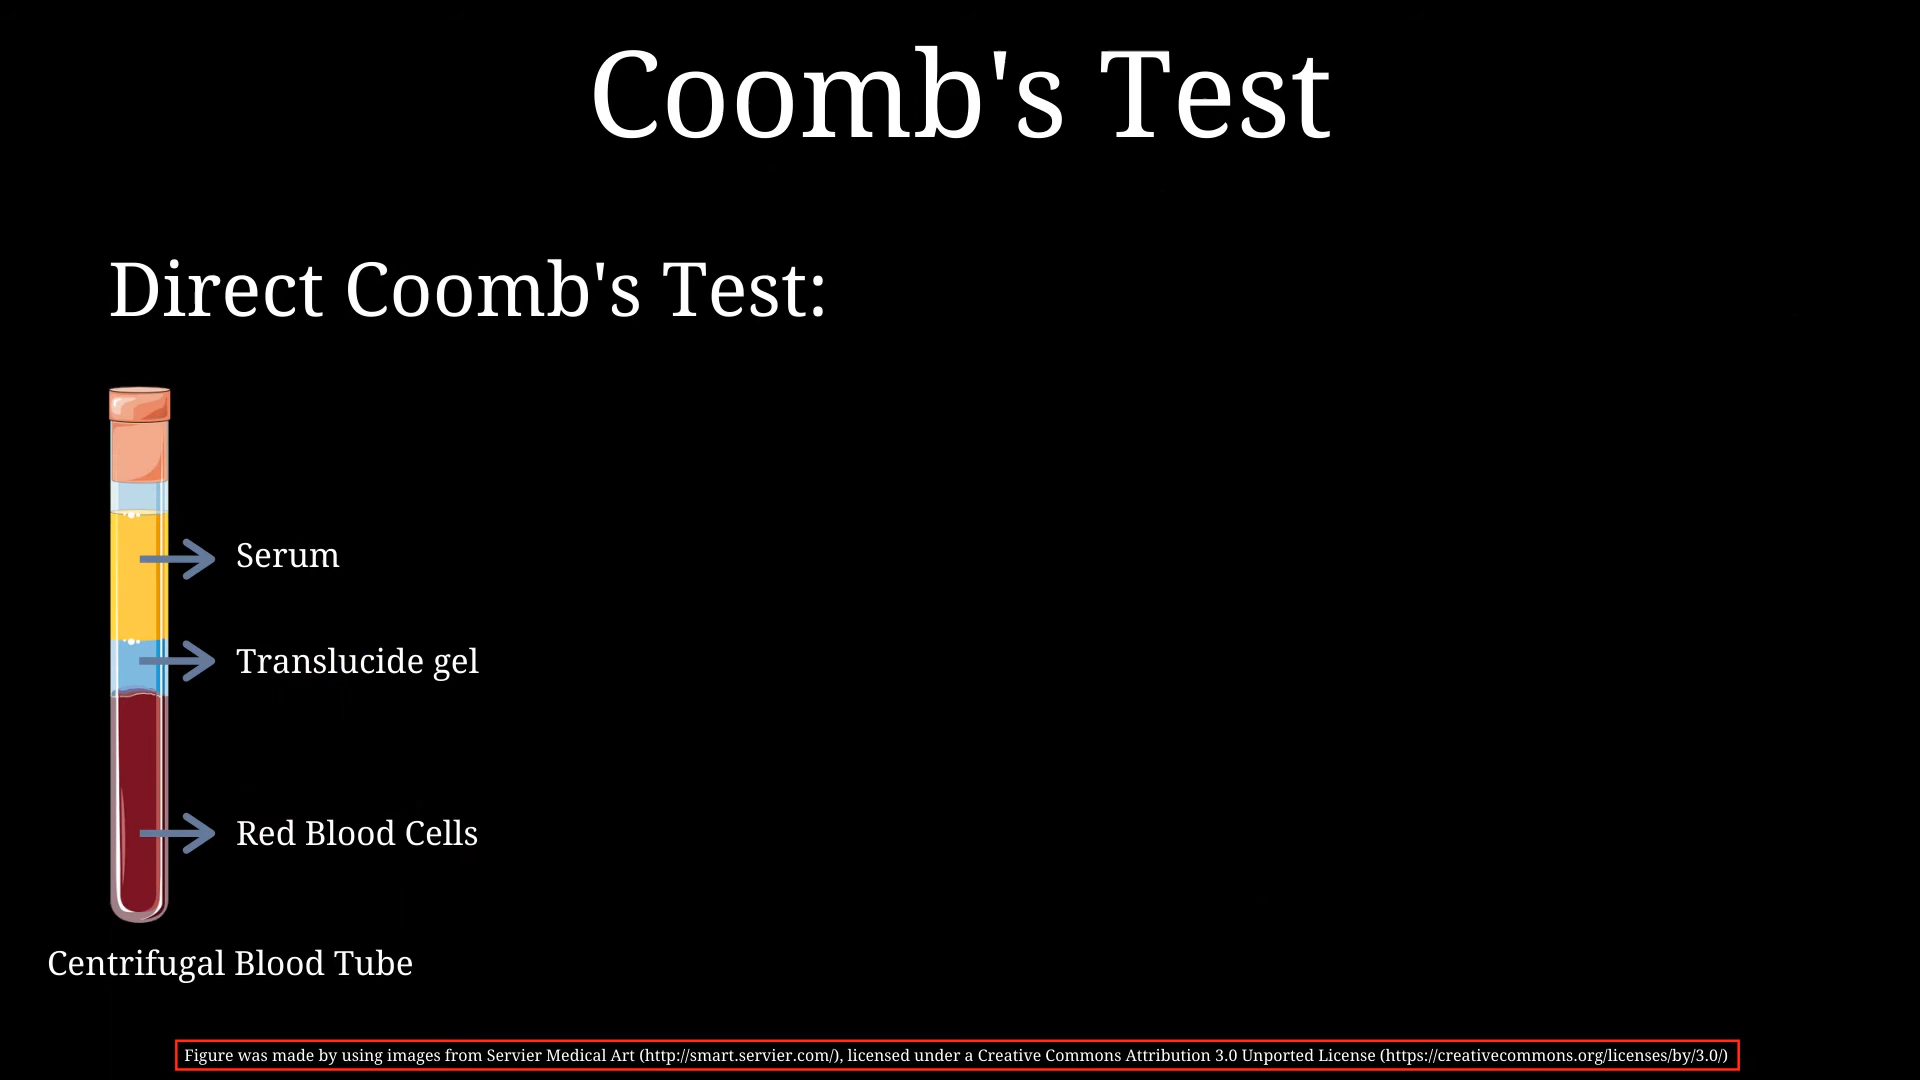 Coomb's Test
Direct Coomb's Test:
Serum
Translucide gel
Red Blood Cells
Centrifugal Blood Tube
Figure was made by using images from Servier Medical Art (http://smart.servier.com/), licensed under a Creative Commons Attribution 3.0 Unported License (https://creativecommons.org/licenses/by/3.0/)